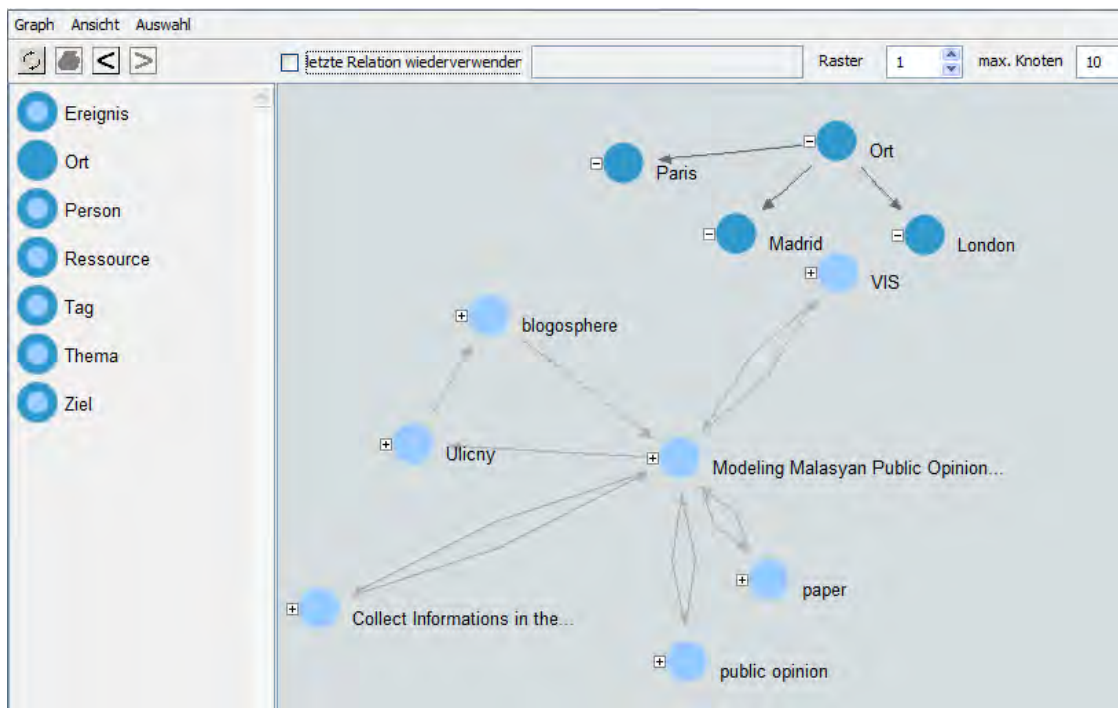 Graph Ansicht Auswahl
< > letzte Relation wiederverwenden Raster 1 max. Knoten 10
Ereignis
Ort
Person
Ressource
Tag
Thema
Ziel
Ort
Paris
Madrid
London
VIS
blogosphere
Ulicny
Modeling Malasyan Public Opinion...
paper
Collect Informations in the...
public opinion